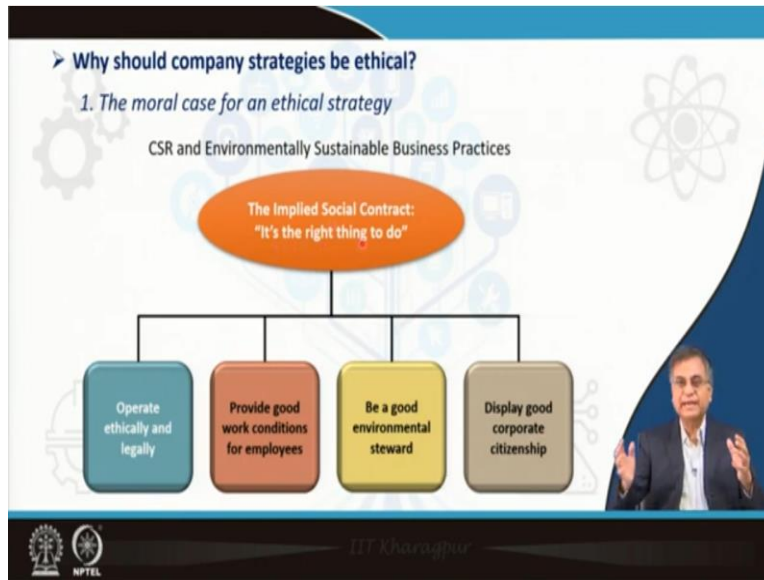 ➤ Why should company strategies be ethical?
1. The moral case for an ethical strategy
CSR and Environmentally Sustainable Business Practices
The Implied Social Contract:
"It's the right thing to do"
Operate
ethically and
legally
Provide good
work conditions
for employees
Be a good
environmental
steward
Display good
corporate
citizenship
IIT Kharagpur
NPTEL